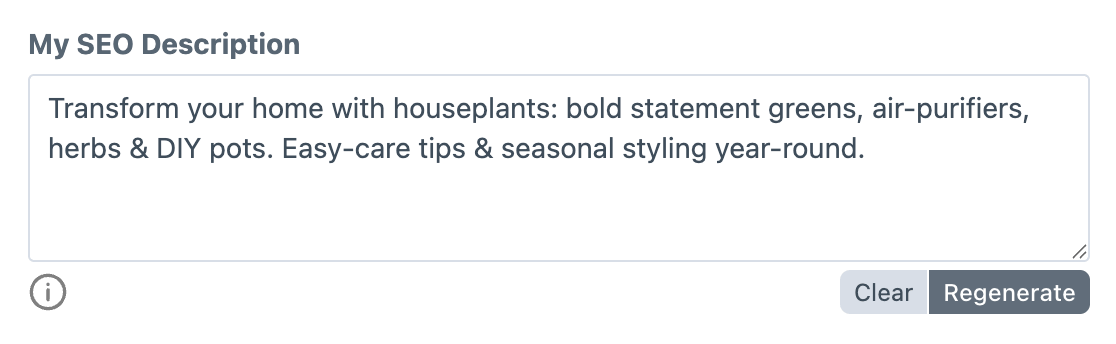 My SEO Description
Transform your home with houseplants: bold statement greens, air-purifiers,
herbs & DIY pots. Easy-care tips & seasonal styling year-round.
Clear Regenerate